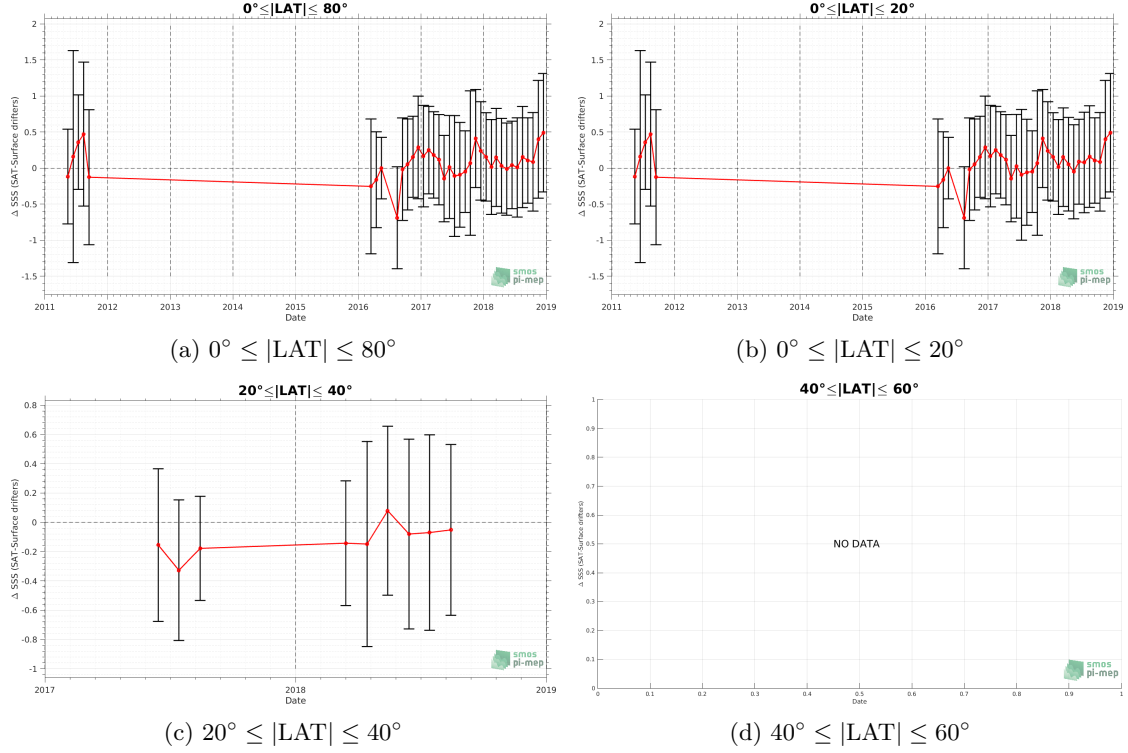 0°≤|LAT|≤ 80°
2
1.5
1
0.5
0
-0.5
-1
-1.5
Δ SSS (SAT-Surface drifters)
2011 2012 2013 2014 2015 2016 2017 2018 2019
Date
smos
pi-mep
(a) 0° ≤ |LAT| ≤ 80°
0°≤|LAT|≤ 20°
2
1.5
1
0.5
0
-0.5
-1
-1.5
Δ SSS (SAT-Surface drifters)
2011 2012 2013 2014 2015 2016 2017 2018 2019
Date
smos
pi-mep
(b) 0° ≤ |LAT| ≤ 20°
20°≤|LAT|≤ 40°
0.8
0.6
0.4
0.2
0
-0.2
-0.4
-0.6
-0.8
-1
Δ SSS (SAT-Surface drifters)
2017 2018 2019
Date
smos
pi-mep
(c) 20° ≤ |LAT| ≤ 40°
40°≤|LAT|≤ 60°
1
0.9
0.8
0.7
0.6
0.5
0.4
0.3
0.2
0.1
0
Δ SSS (SAT-Surface drifters)
NO DATA
0 0.1 0.2 0.3 0.4 0.5 0.6 0.7 0.8 0.9 1
Date
smos
pi-mep
(d) 40° ≤ |LAT| ≤ 60°